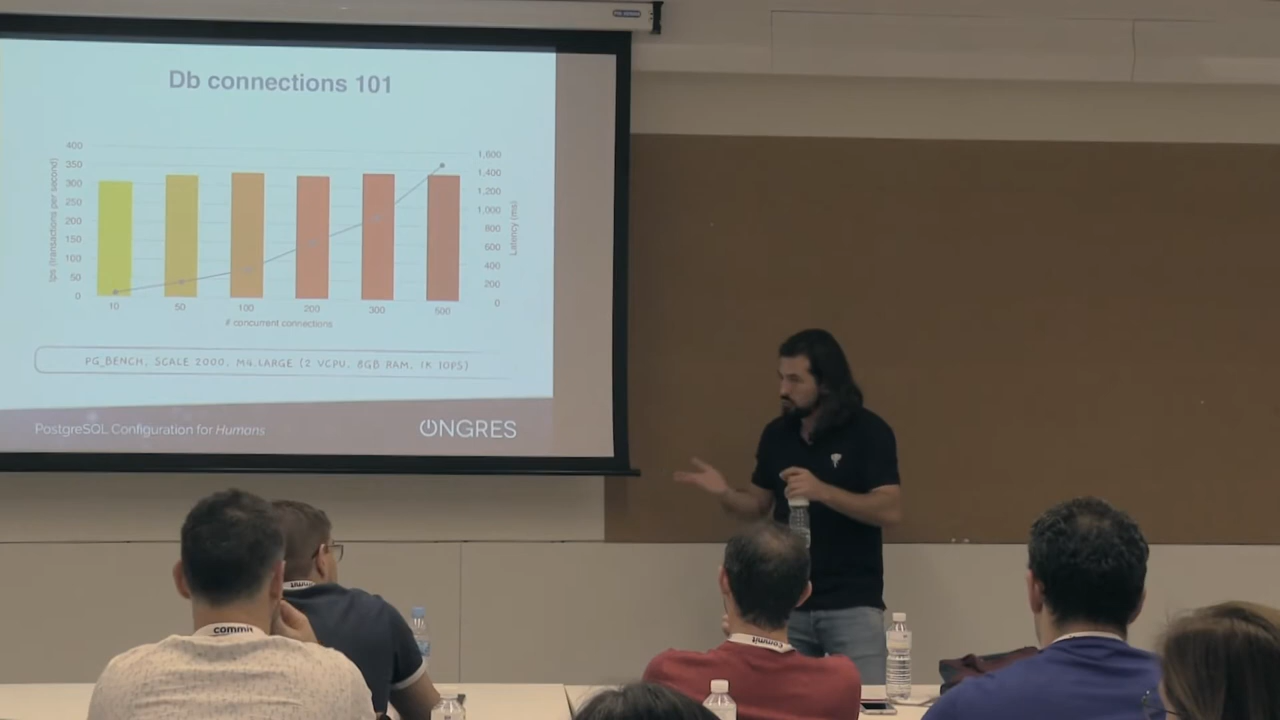 Db connections 101
400
350
300
250
200
150
100
50
0
tps (transactions per second)
1,600
1,400
1,200
1,000
800
600
400
200
0
Latency (ms)
10 50 100 200 300 500
# concurrent connections
PG_BENCH, SCALE 2000, M4.LARGE (2 VCPU, 8GB RAM, 1K IOPS)
PostgreSQL Configuration for Humans
ONGRES
commit
commit